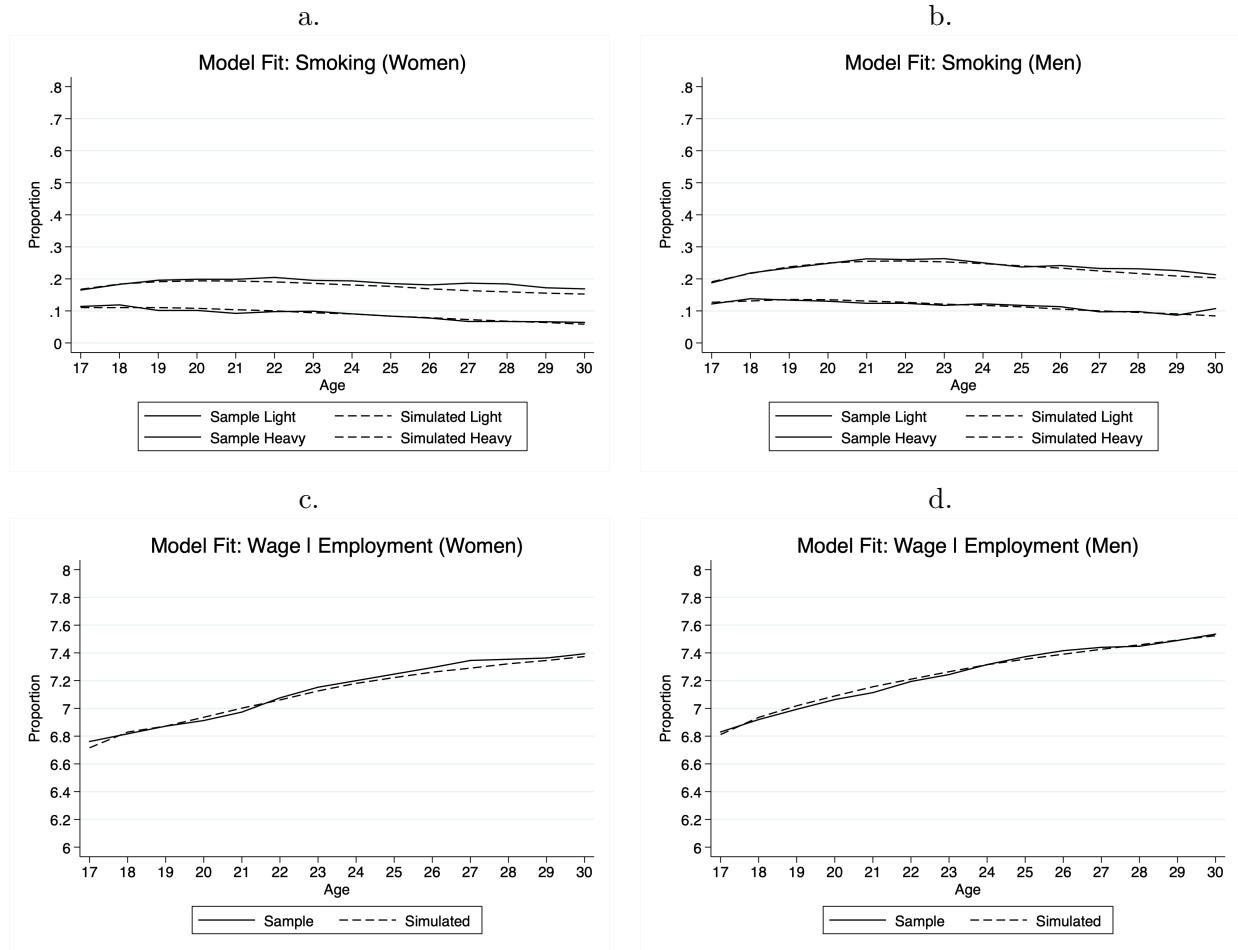 a.
Model Fit: Smoking (Women)
Proportion
.8
.7
.6
.5
.4
.3
.2
.1
0
17 18 19 20 21 22 23 24 25 26 27 28 29 30
Age
Sample Light Simulated Light
Sample Heavy Simulated Heavy
b.
Model Fit: Smoking (Men)
Proportion
.8
.7
.6
.5
.4
.3
.2
.1
0
17 18 19 20 21 22 23 24 25 26 27 28 29 30
Age
Sample Light Simulated Light
Sample Heavy Simulated Heavy
c.
Model Fit: Wage | Employment (Women)
Proportion
8
7.8
7.6
7.4
7.2
7
6.8
6.6
6.4
6.2
6
17 18 19 20 21 22 23 24 25 26 27 28 29 30
Age
Sample Simulated
d.
Model Fit: Wage | Employment (Men)
Proportion
8
7.8
7.6
7.4
7.2
7
6.8
6.6
6.4
6.2
6
17 18 19 20 21 22 23 24 25 26 27 28 29 30
Age
Sample Simulated